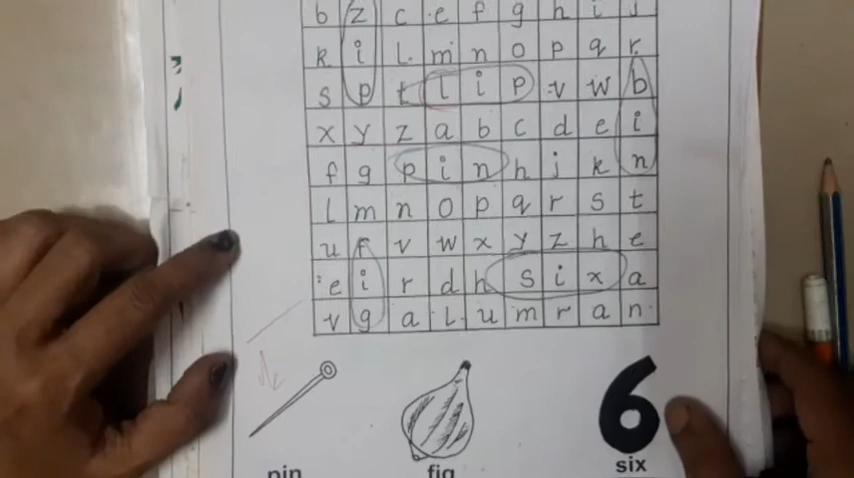 b z c e f g h i j
k i l m n o p q r
s p t l i p v w b
x y z a b c d e i
f g p i n h j k n
l m n o p q r s t
u f v w x y z h e
e i r d h s i x a
v g a l u m r a n
6
pin fig six